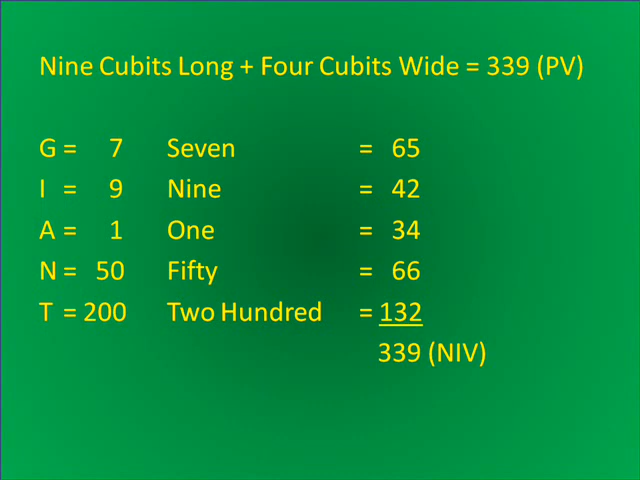 Nine Cubits Long + Four Cubits Wide = 339 (PV)
G = 7 Seven = 65
I = 9 Nine = 42
A = 1 One = 34
N = 50 Fifty = 66
T = 200 Two Hundred = 132
339 (NIV)